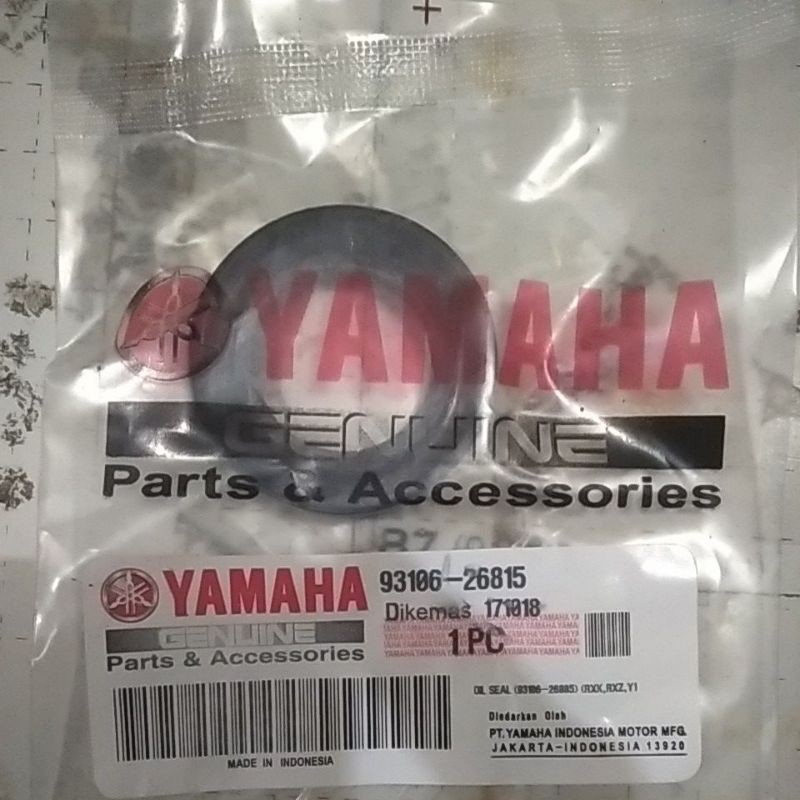 YAMAHA
GENUINE
Parts & Accessories
YAMAHA
GENUINE
Parts & Accessories
93106-26815
Dikemas 171018
1 PC
OIL SEAL (93106-26805) (RXK,RXZ,Y1
Diedarkan Oleh
PT.YAMAHA INDONESIA MOTOR MFG.
JAKARTA-INDONESIA 13920
MADE IN INDONESIA